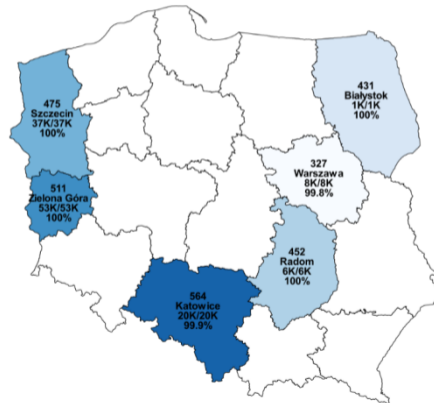 475
Szczecin
37K/37K
100%
431
Białystok
1K/1K
100%
327
Warszawa
8K/8K
99.8%
511
Zielona Góra
53K/53K
100%
452
Radom
6K/6K
100%
564
Katowice
20K/20K
99.9%